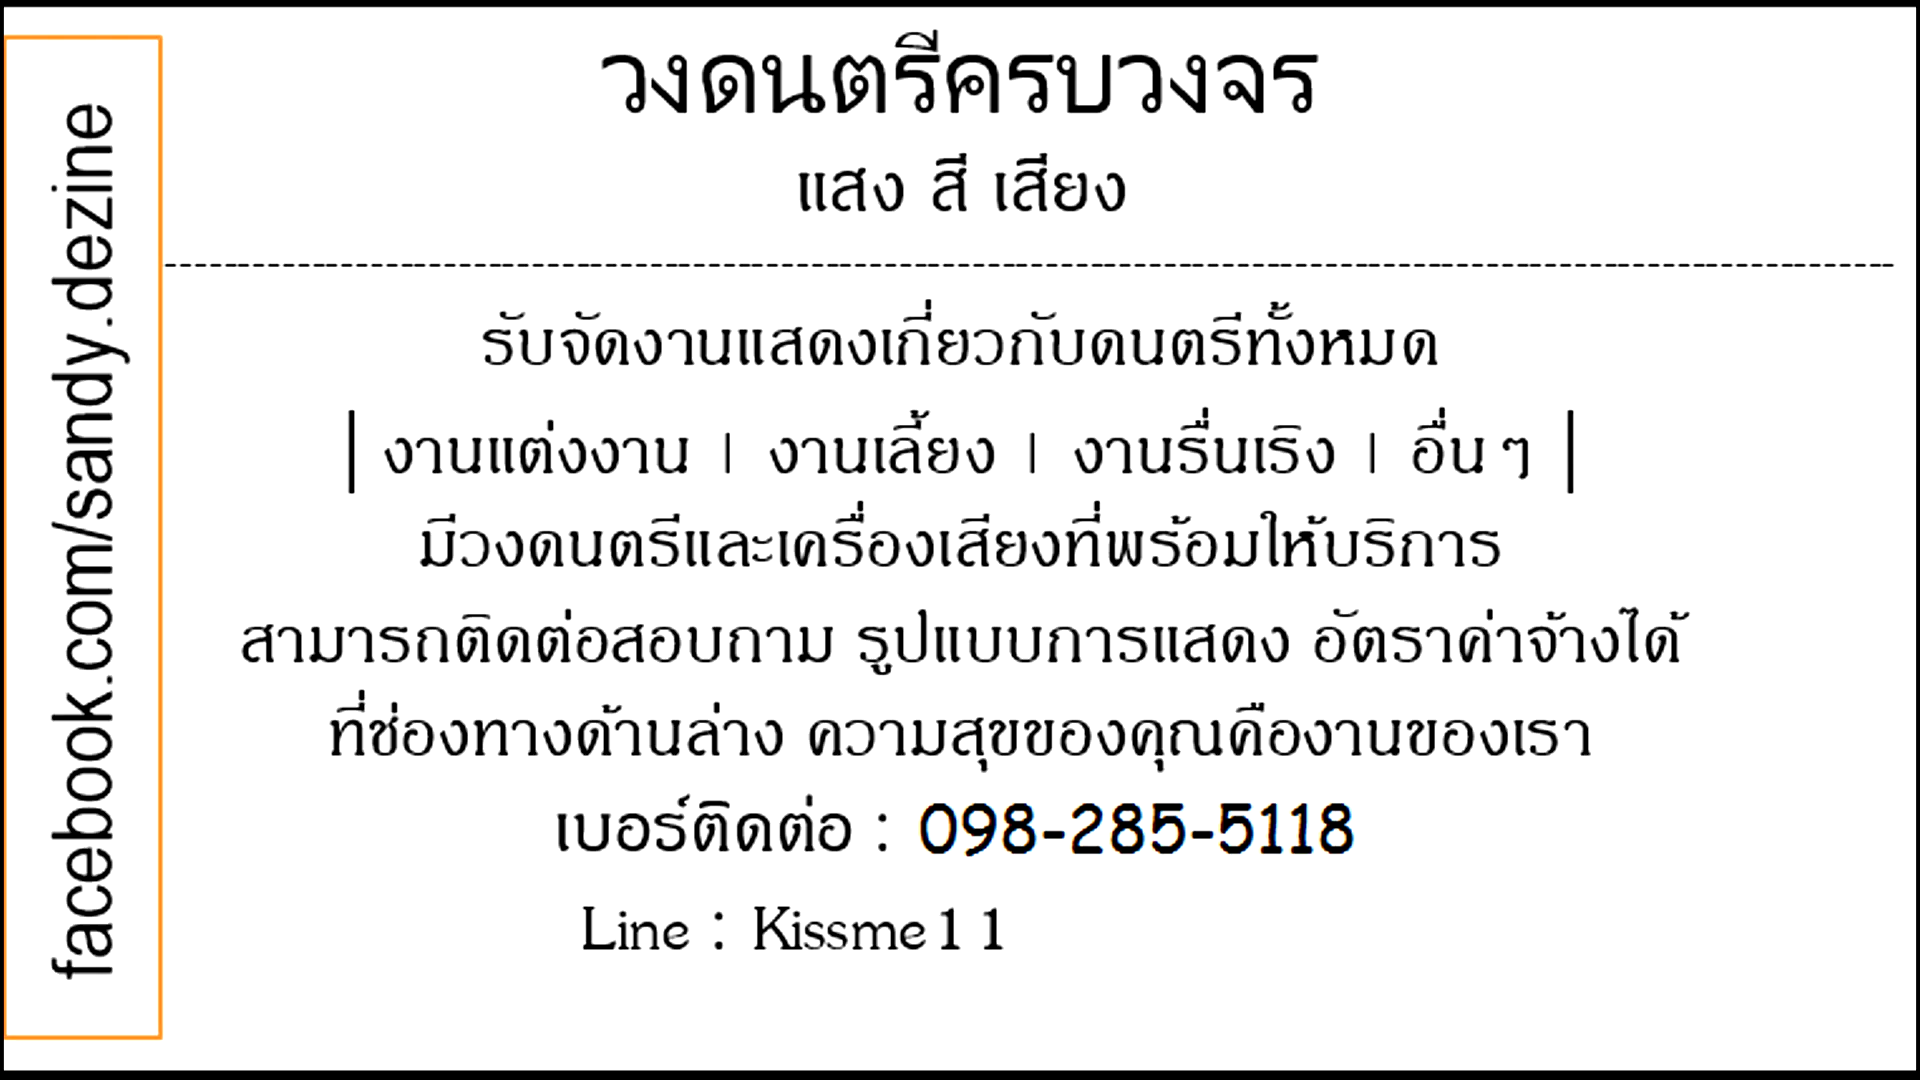 facebook.com/sandy.dezine
วงดนตรีครบวงจร
แสง สี เสียง
รับจัดงานแสดงเกี่ยวกับดนตรีทั้งหมด
| งานแต่งงาน | งานเลี้ยง | งานรื่นเริง | อื่นๆ |
มีวงดนตรีและเครื่องเสียงที่พร้อมให้บริการ
สามารถติดต่อสอบถาม รูปแบบการแสดง อัตราค่าจ้างได้
ที่ช่องทางด้านล่าง ความสุขของคุณคืองานของเรา
เบอร์ติดต่อ : 098-285-5118
Line : Kissme11